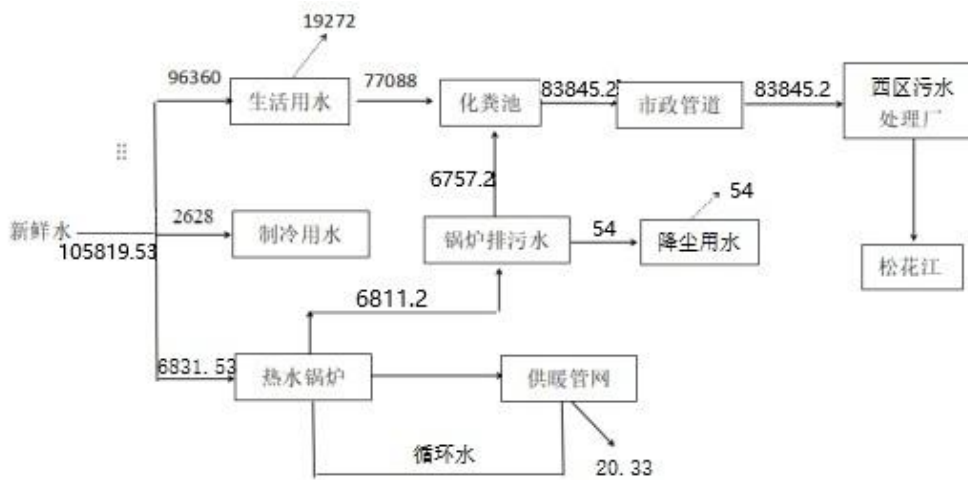 19272
96360
生活用水
77088
化粪池
83845.2
市政管道
83845.2
西区污水
处理厂
6757.2
54
新鲜水
105819.53
2628
制冷用水
锅炉排污水
54
降尘用水
松花江
6811.2
6831.53
热水锅炉
供暖管网
循环水
20.33